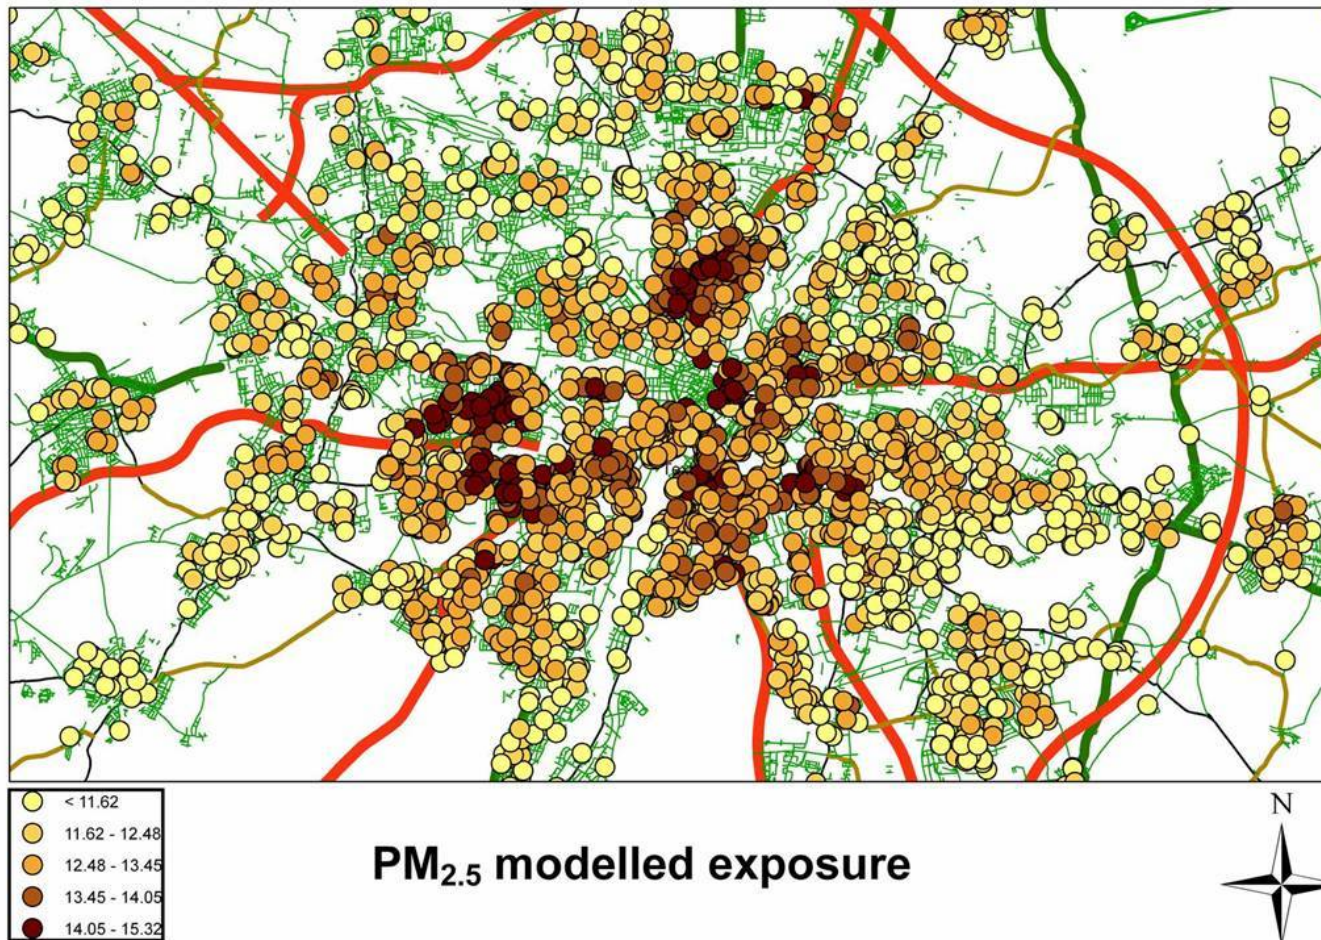 < 11.62
11.62 - 12.48
12.48 - 13.45
13.45 - 14.05
14.05 - 15.32
PM2.5 modelled exposure
N